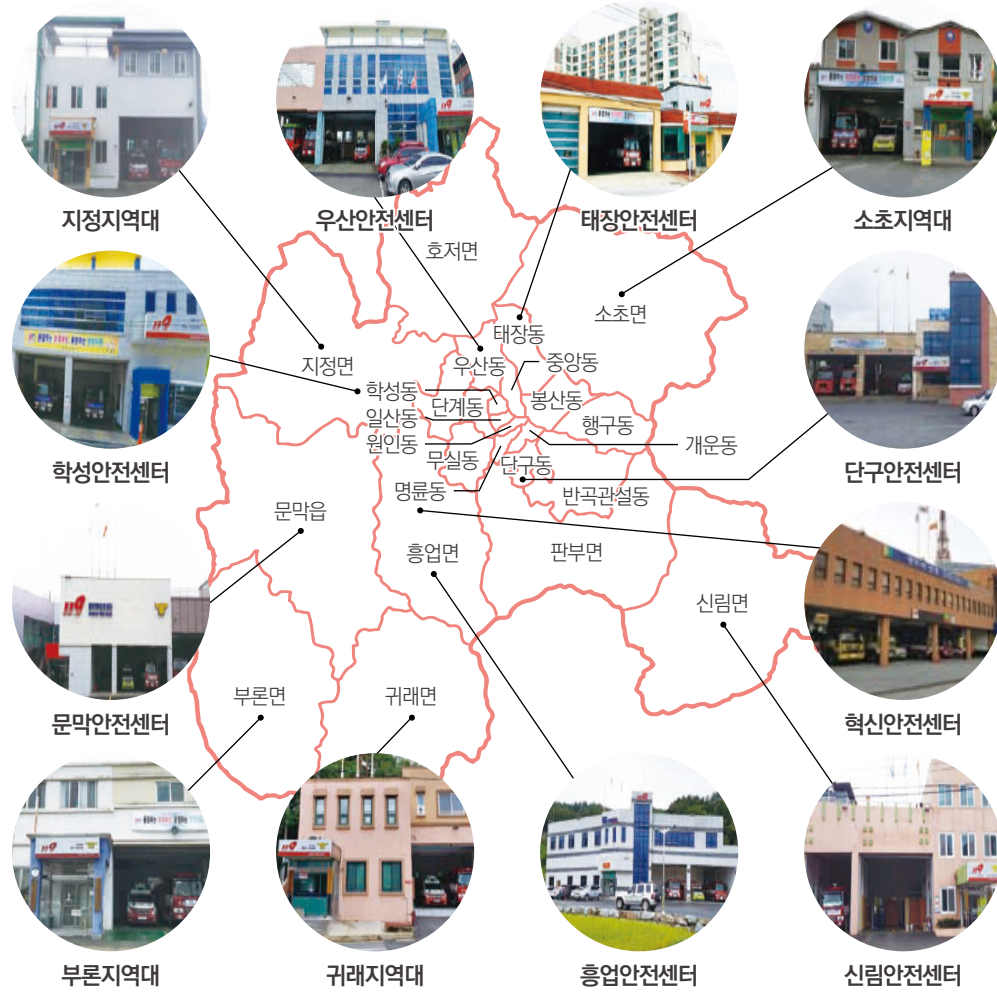 지정지역대
우산안전센터
태장안전센터
소초지역대
호저면
소초면
태장동
지정면
우산동
중앙동
학성동
단계동
봉산동
일산동
행구동
원인동
개운동
무실동
단구동
명륜동
반곡관설동
학성안전센터
단구안전센터
문막읍
흥업면
판부면
신림면
119
문막안전센터
혁신안전센터
부론면
귀래면
부론지역대
귀래지역대
흥업안전센터
신림안전센터